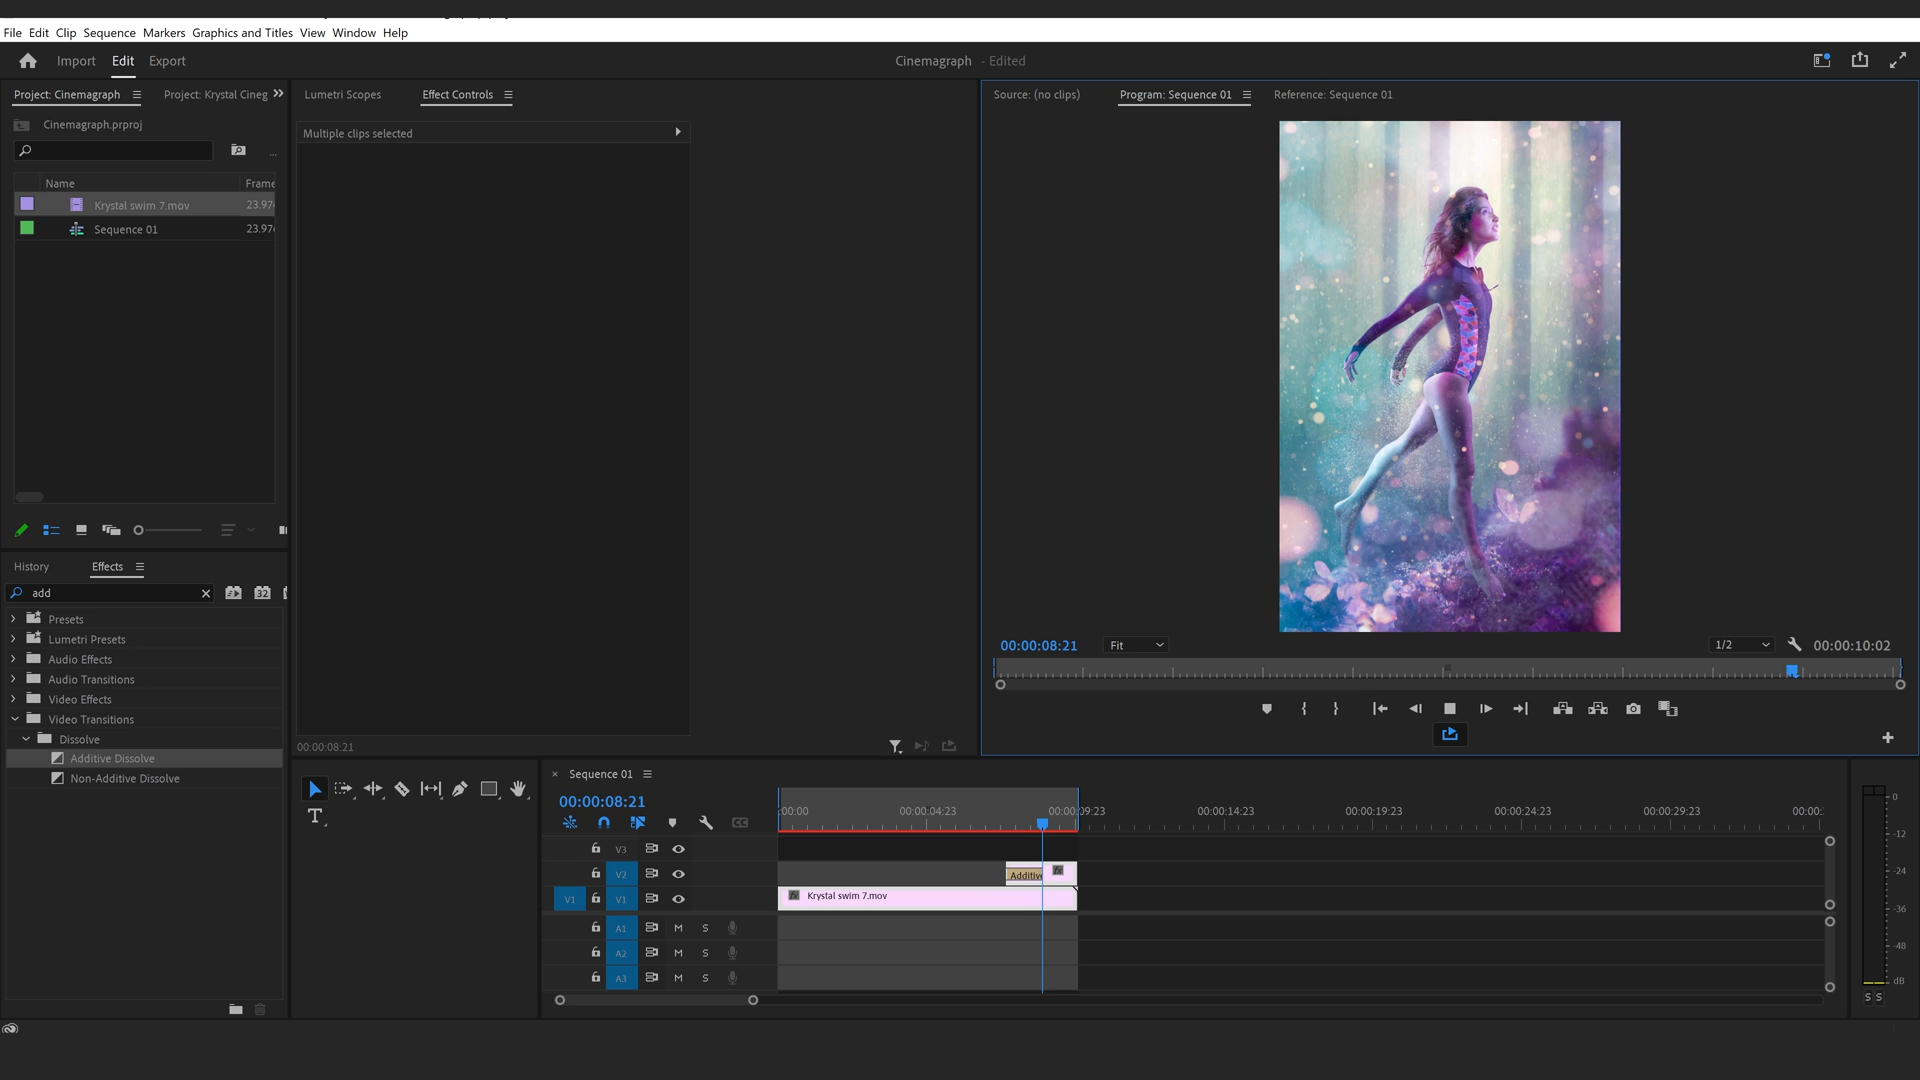 File Edit Clip Sequence Markers Graphics and Titles View Window Help
Import Edit Export
Cinemagraph - Edited
Project: Cinemagraph
Project: Krystal Cineg
Cinemagraph.prproj
...
Name Frame
Krystal swim 7.mov 23.97
Sequence 01 23.97
Lumetri Scopes
Effect Controls
Multiple clips selected
00:00:08:21
Source: (no clips)
Program: Sequence 01
Reference: Sequence 01
00:00:08:21
Fit
1/2
00:00:10:02
History
Effects
add
32
Presets
Lumetri Presets
Audio Effects
Audio Transitions
Video Effects
Video Transitions
Dissolve
Additive Dissolve
Non-Additive Dissolve
T
× Sequence 01
00:00:08:21
:00:00 00:00:04:23 00:00:09:23 00:00:14:23 00:00:19:23 00:00:24:23 00:00:29:23 00:00:
CC
V3
V2
Additive
fx
V1 V1
fx Krystal swim 7.mov
A1 M S
A2 M S
A3 M S
0
-12
-24
-36
-48
dB
S S